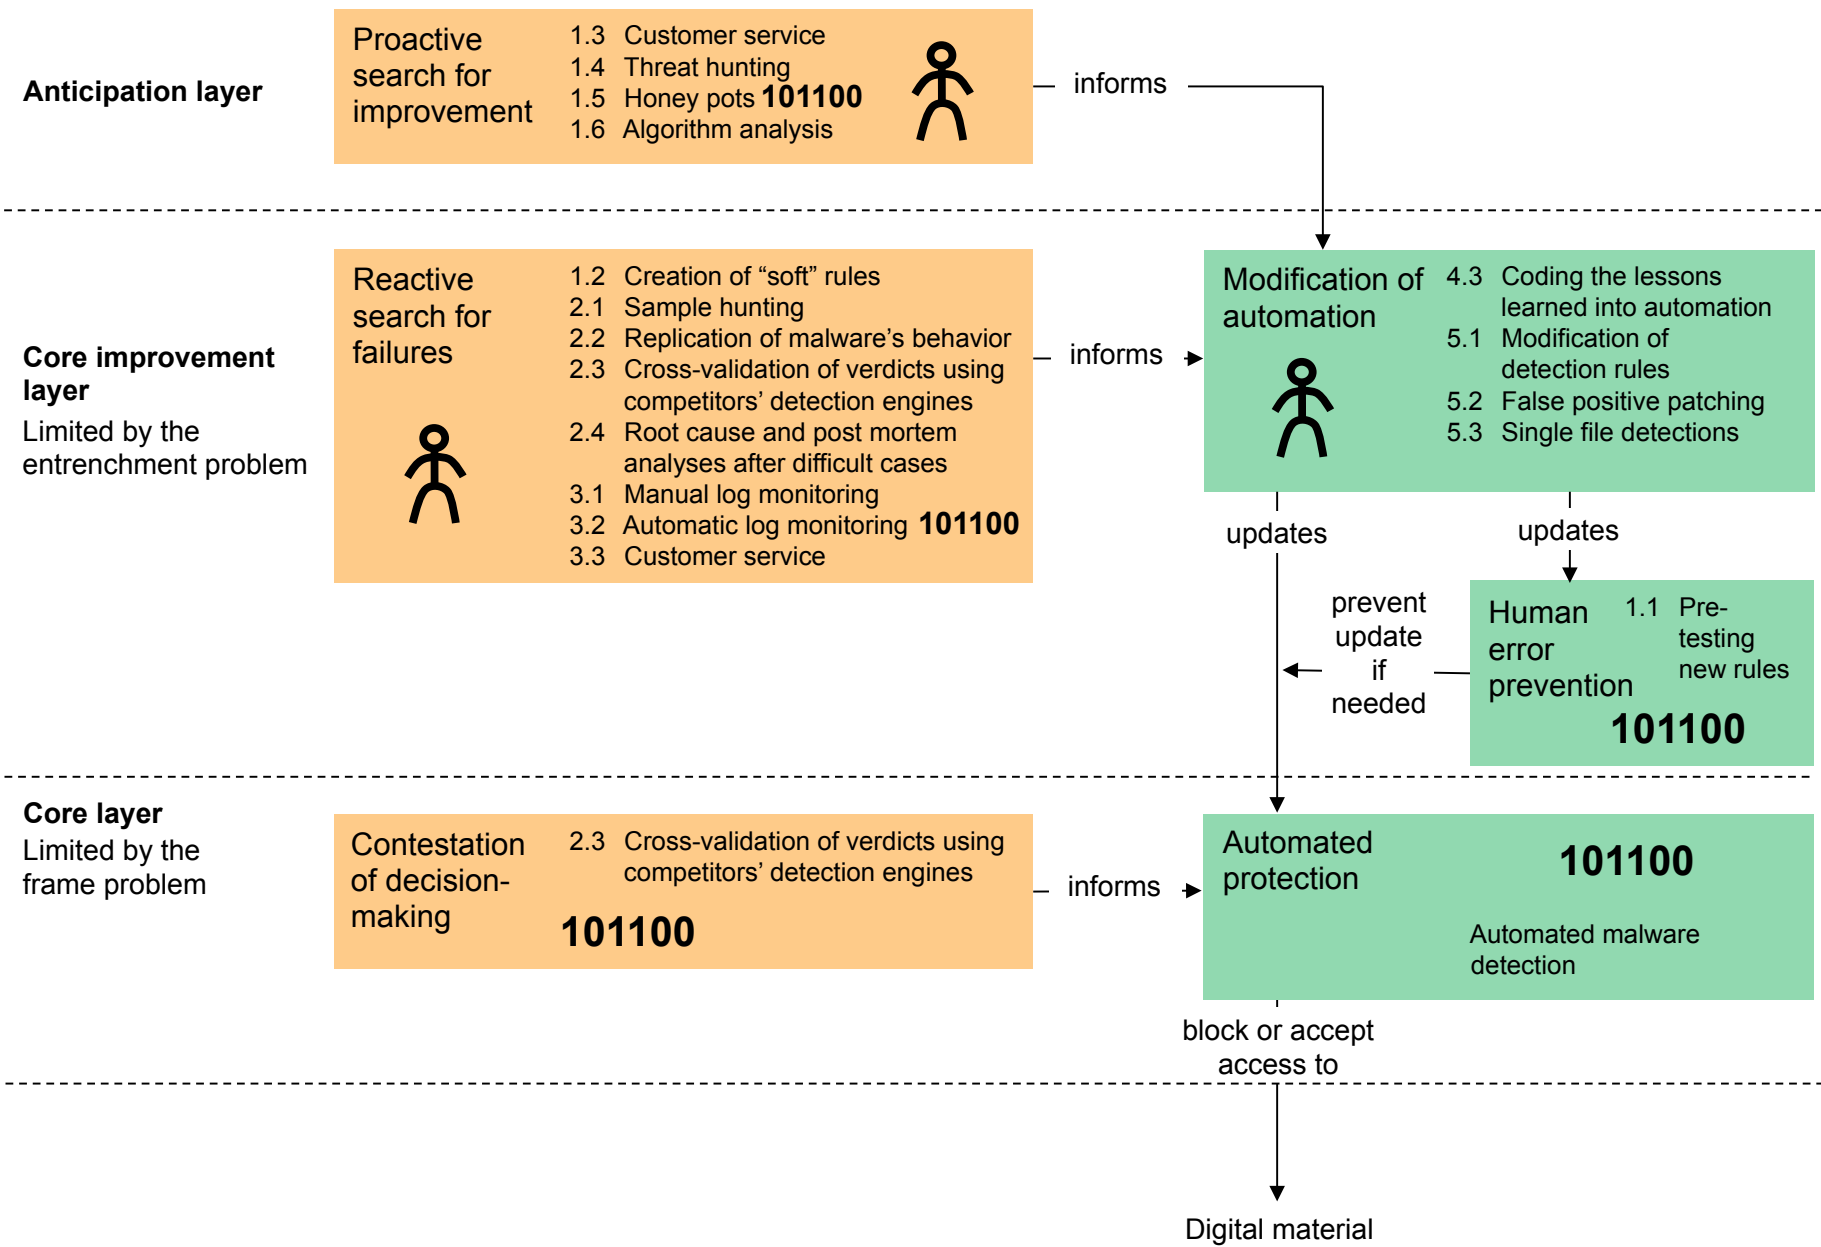 Anticipation layer
Proactive
search for
improvement
1.3 Customer service
1.4 Threat hunting
1.5 Honey pots 101100
1.6 Algorithm analysis
informs
Core improvement
layer
Limited by the
entrenchment problem
Reactive
search for
failures
1.2 Creation of “soft” rules
2.1 Sample hunting
2.2 Replication of malware’s behavior
2.3 Cross-validation of verdicts using
competitors’ detection engines
2.4 Root cause and post mortem
analyses after difficult cases
3.1 Manual log monitoring
3.2 Automatic log monitoring 101100
3.3 Customer service
informs
Modification of
automation
4.3 Coding the lessons
learned into automation
5.1 Modification of
detection rules
5.2 False positive patching
5.3 Single file detections
updates
updates
prevent
update
if
needed
Human
error
prevention
1.1 Pre-
testing
new rules
101100
Core layer
Limited by the
frame problem
Contestation
of decision-
making
2.3 Cross-validation of verdicts using
competitors’ detection engines
101100
informs
Automated
protection
101100
Automated malware
detection
block or accept
access to
Digital material